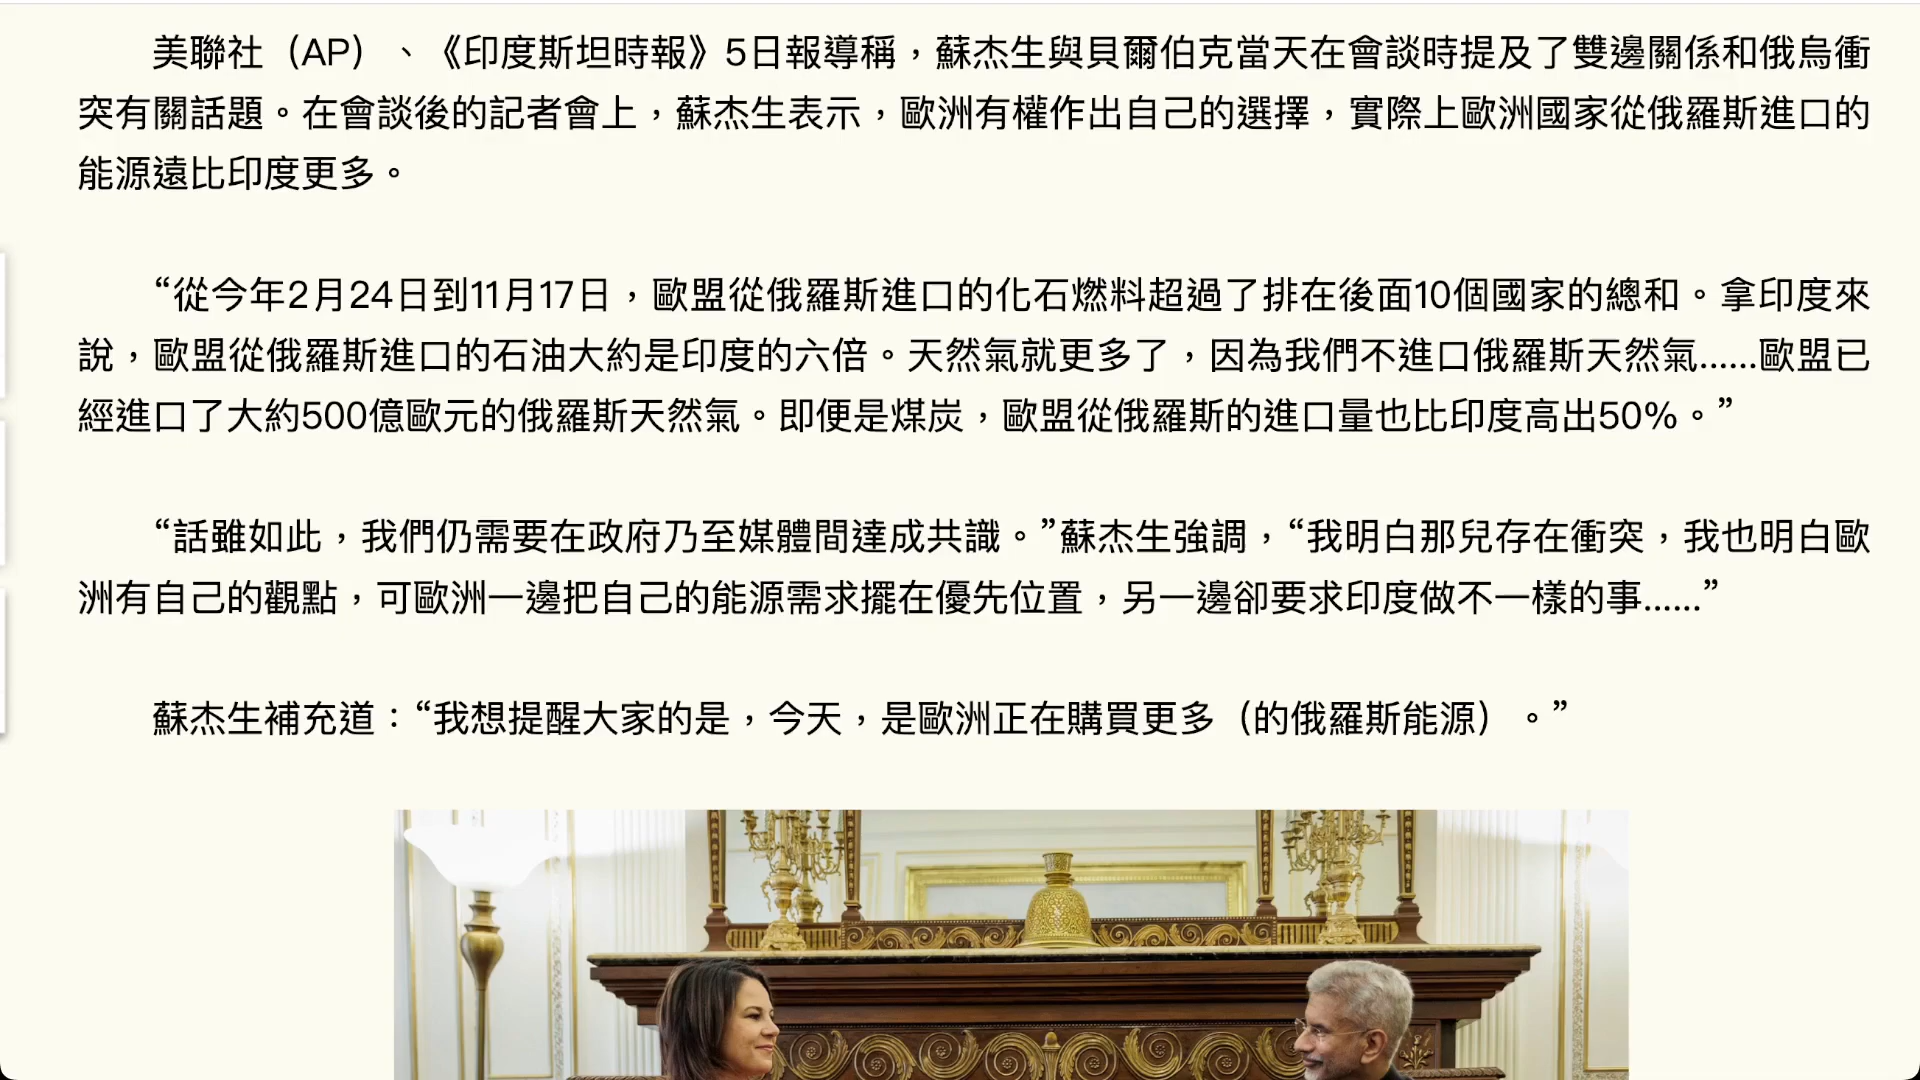 美聯社（AP）、《印度斯坦時報》5日報導稱，蘇杰生與貝爾伯克當天在會談時提及了雙邊關係和俄烏衝
突有關話題。在會談後的記者會上，蘇杰生表示，歐洲有權作出自己的選擇，實際上歐洲國家從俄羅斯進口的
能源遠比印度更多。
“從今年2月24日到11月17日，歐盟從俄羅斯進口的化石燃料超過了排在後面10個國家的總和。拿印度來
說，歐盟從俄羅斯進口的石油大約是印度的六倍。天然氣就更多了，因為我們不進口俄羅斯天然氣……歐盟已
經進口了大約500億歐元的俄羅斯天然氣。即便是煤炭，歐盟從俄羅斯的進口量也比印度高出50%。”
“話雖如此，我們仍需要在政府乃至媒體間達成共識。”蘇杰生強調，“我明白那兒存在衝突，我也明白歐
洲有自己的觀點，可歐洲一邊把自己的能源需求擺在優先位置，另一邊卻要求印度做不一樣的事……”
蘇杰生補充道：“我想提醒大家的是，今天，是歐洲正在購買更多（的俄羅斯能源）。”